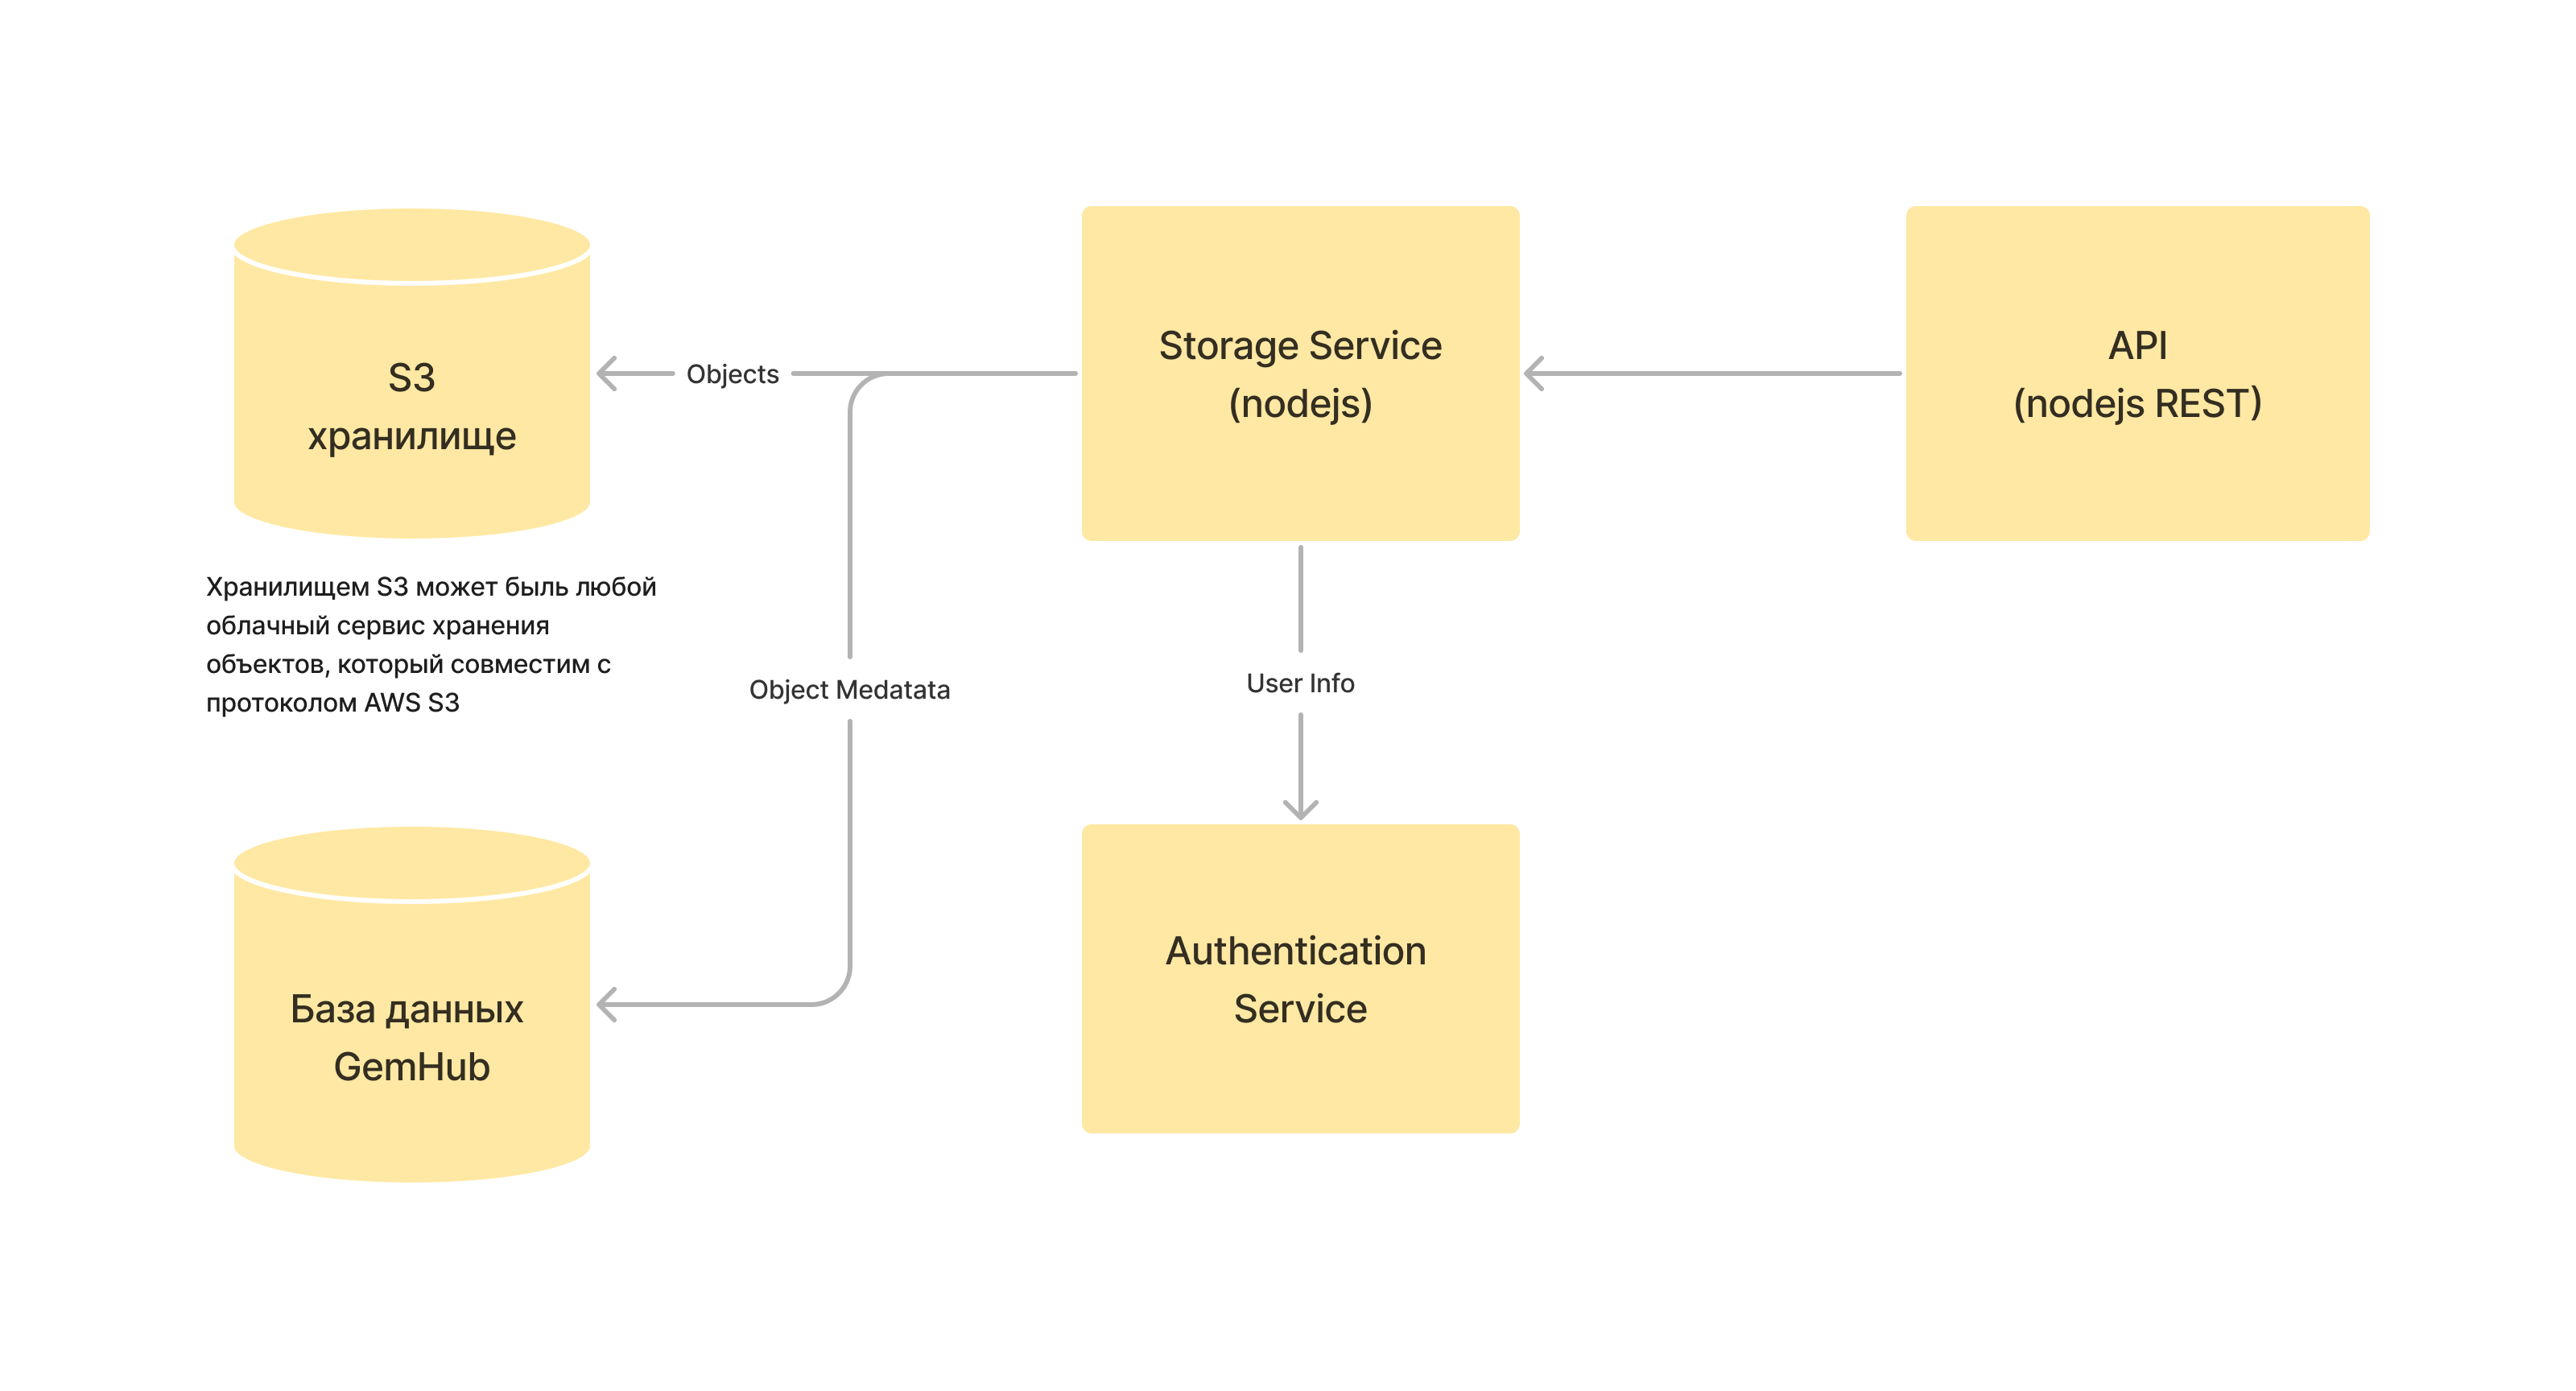 S3
хранилище
Objects
Storage Service
(nodejs)
API
(nodejs REST)
Хранилищем S3 может быль любой
облачный сервис хранения
объектов, который совместим с
протоколом AWS S3
Object Medatata
User Info
База данных
GemHub
Authentication
Service